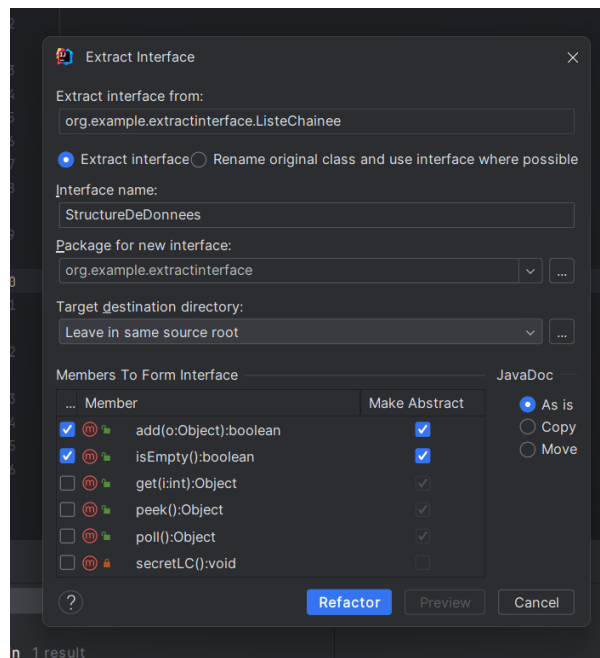 Extract Interface
Extract interface from:
org.example.extractinterface.ListeChainee
Extract interface Rename original class and use interface where possible
Interface name:
StructureDeDonnees
Package for new interface:
org.example.extractinterface ...
Target destination directory:
Leave in same source root ...
Members To Form Interface JavaDoc
... Member Make Abstract As is
add(o:Object):boolean Copy
isEmpty():boolean Move
get(i:int):Object
peek():Object
poll():Object
secretLC():void
? Refactor Preview Cancel
n 1 result